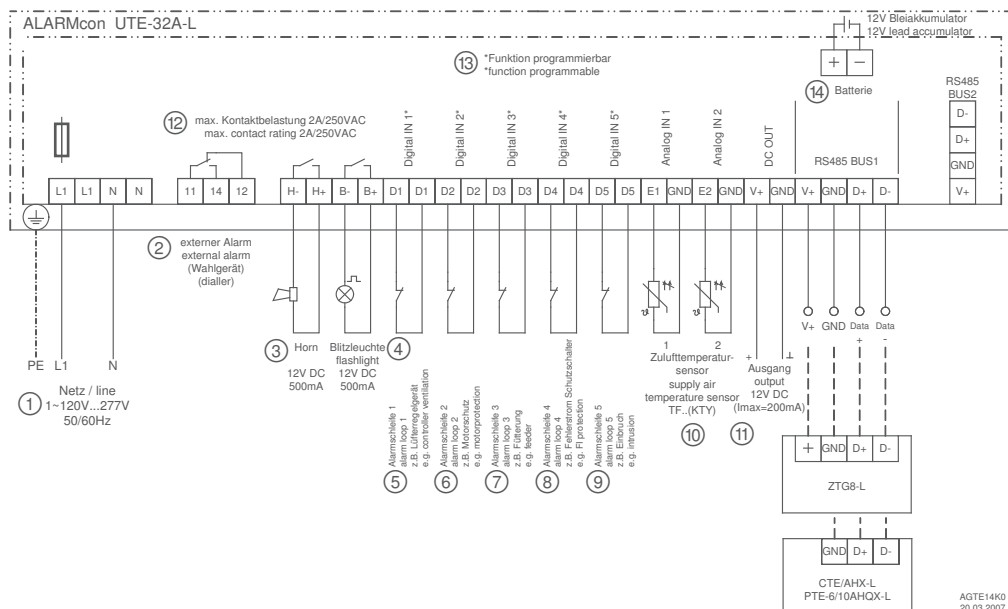 ALARMcon UTE-32A-L
12V Bleiakkumulator
12V lead accumulator
13
*Funktion programmierbar
*function programmable
+ −
14 Batterie
RS485
BUS2
D-
D+
GND
V+
12
max. Kontaktbelastung 2A/250VAC
max. contact rating 2A/250VAC
Digital IN 1*
Digital IN 2*
Digital IN 3*
Digital IN 4*
Digital IN 5*
Analog IN 1
Analog IN 2
DC OUT
RS485 BUS1
L1 L1 N N
11 14 12
H- H+ B- B+ D1 D1 D2 D2 D3 D3 D4 D4 D5 D5 E1 GND E2 GND V+ GND V+ GND D+ D-
2
externer Alarm
external alarm
(Wahlgerät)
(dialler)
PE L1 N
1
Netz / line
1~120V...277V
50/60Hz
3 Horn
12V DC
500mA
Blitzleuchte
flashlight
12V DC
500mA
4
Alarmschleife 1
alarm loop 1
z.B. Lüfterregelgerät
e.g. controller ventilation
5
Alarmschleife 2
alarm loop 2
z.B. Motorschutz
e.g. motorprotection
6
Alarmschleife 3
alarm loop 3
z.B. Fütterung
e.g. feeder
7
Alarmschleife 4
alarm loop 4
z.B. Fehlerstrom Schutzschalter
e.g. FI protection
8
Alarmschleife 5
alarm loop 5
z.B. Einbruch
e.g. intrusion
9
ϑ ϑ
1 2
Zulufttemperatur-
sensor
supply air
temperature sensor
TF..(KTY)
10
+ ⊥
Ausgang
output
12V DC
(Imax=200mA)
11
V+ GND Data Data
+ -
+ GND D+ D-
ZTG8-L
GND D+ D-
CTE/AHX-L
PTE-6/10AHQX-L
AGTE14K0
20.03.2007